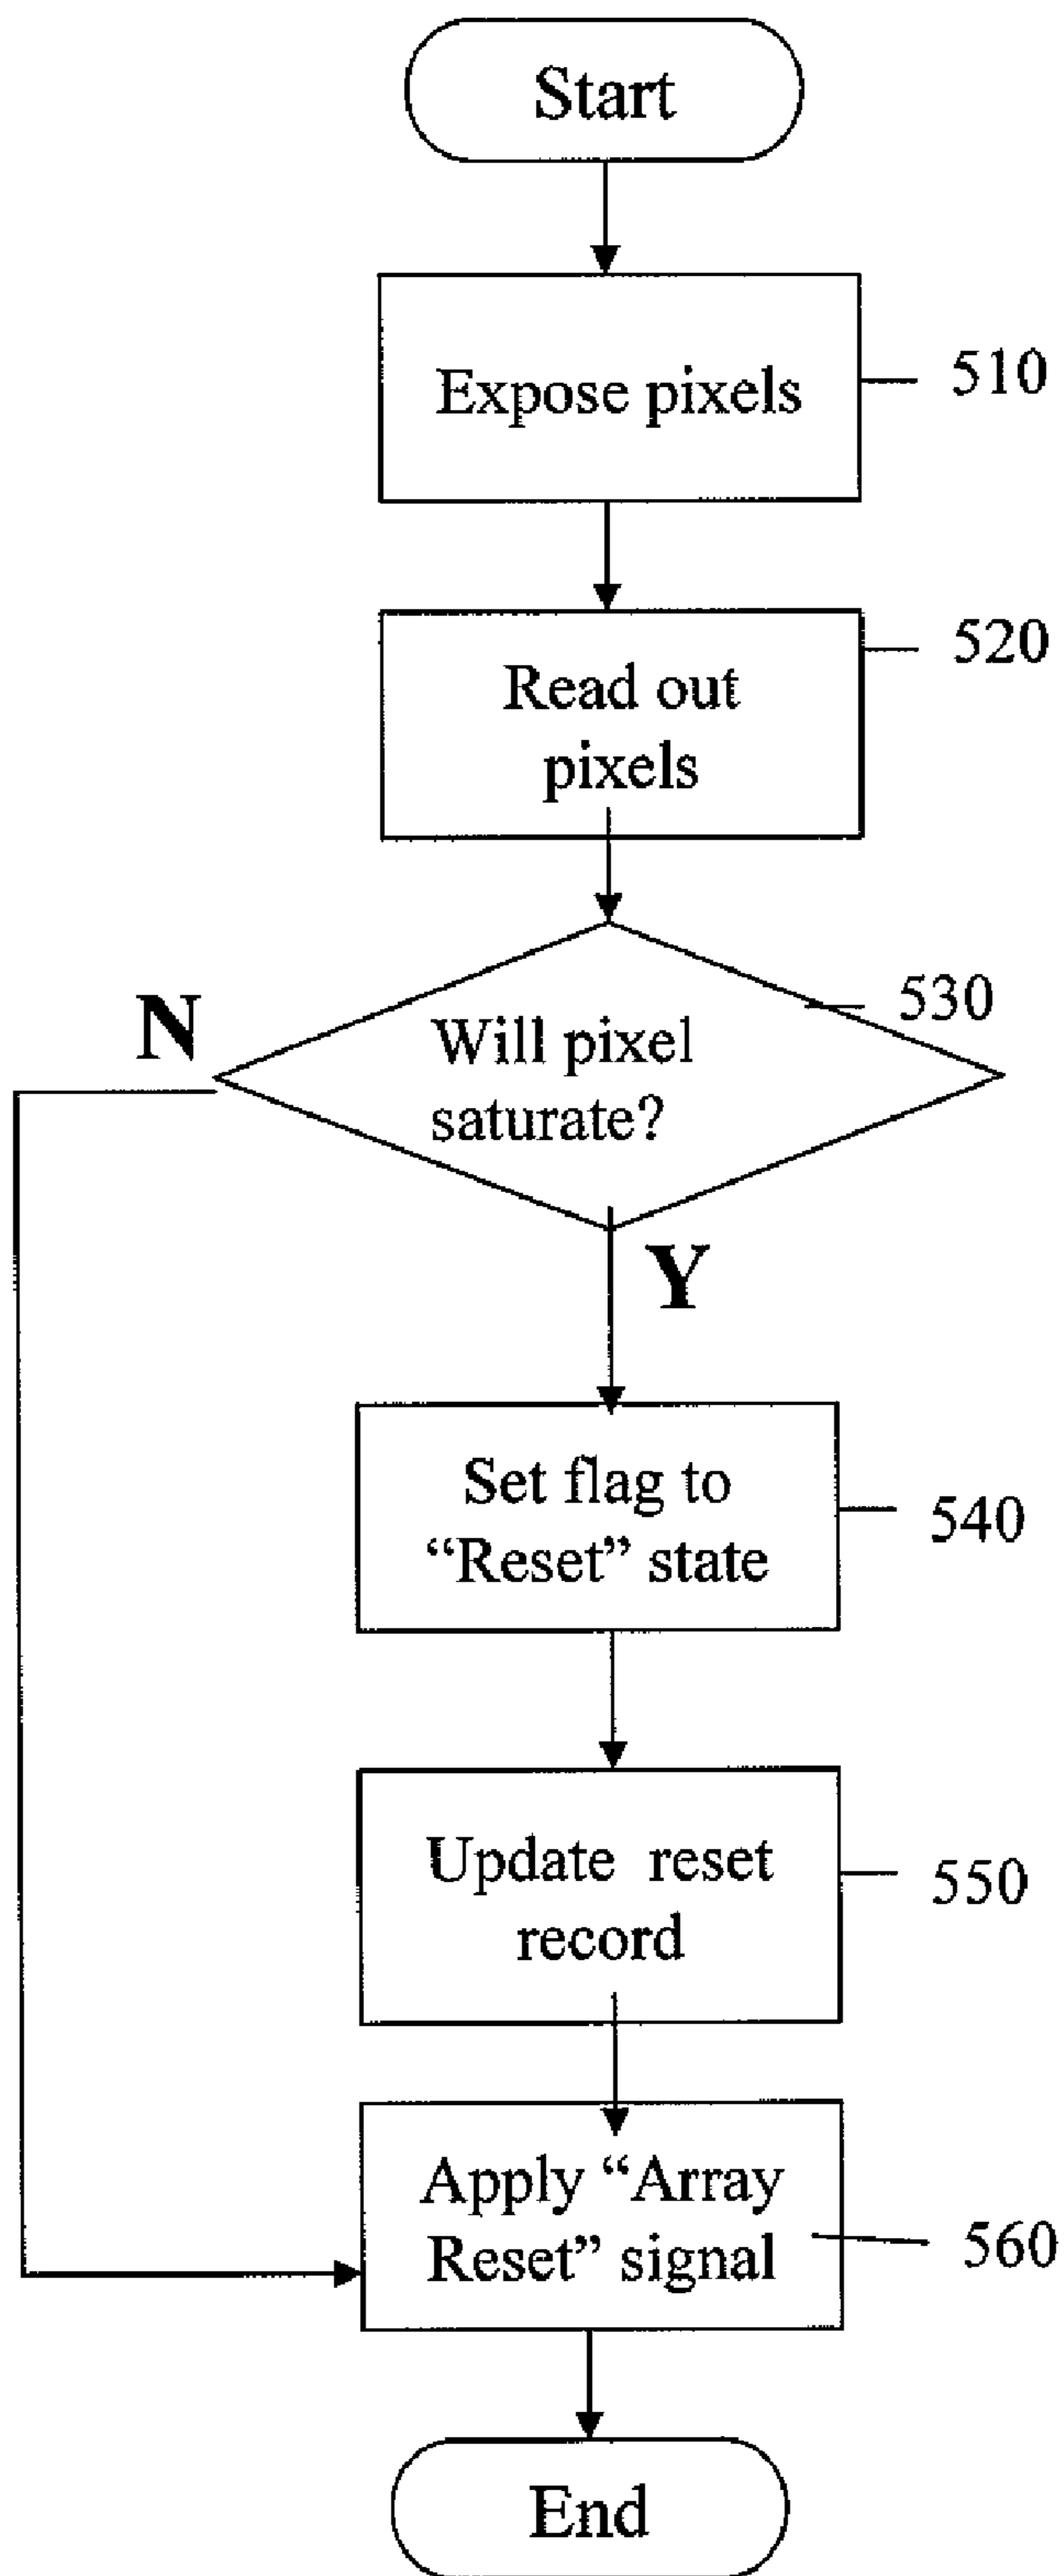 Start
Expose pixels
510
520
Read out
pixels
N
530
Will pixel
saturate?
Y
Set flag to
“Reset” state
540
Update reset
record
550
Apply “Array
Reset” signal
560
End